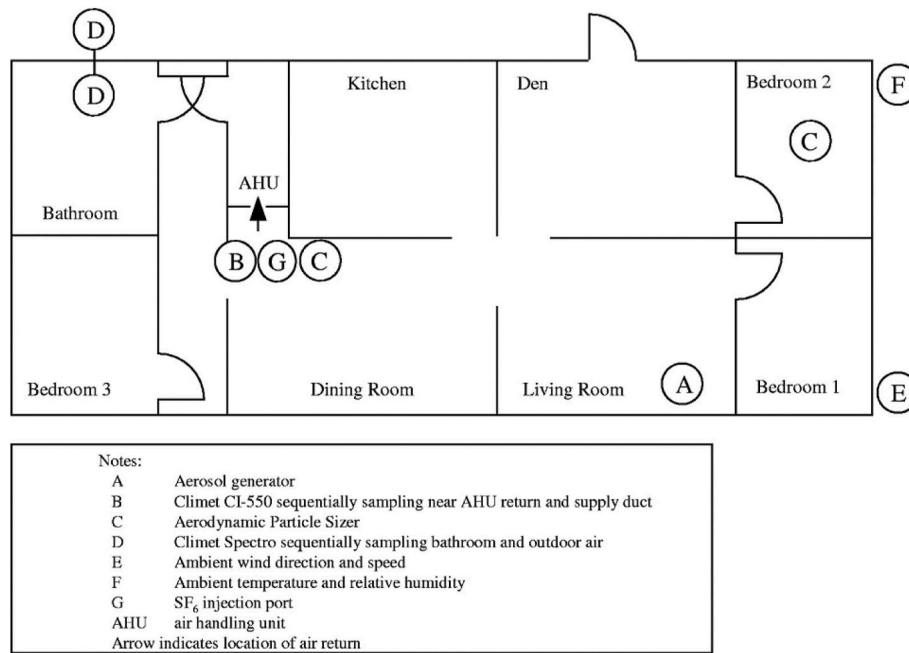 D
D
Kitchen
Den
Bedroom 2
F
C
AHU
Bathroom
B
G
C
Bedroom 3
Dining Room
Living Room
A
Bedroom 1
E
Notes:
A Aerosol generator
B Climet CI-550 sequentially sampling near AHU return and supply duct
C Aerodynamic Particle Sizer
D Climet Spectro sequentially sampling bathroom and outdoor air
E Ambient wind direction and speed
F Ambient temperature and relative humidity
G SF₆ injection port
AHU air handling unit
Arrow indicates location of air return